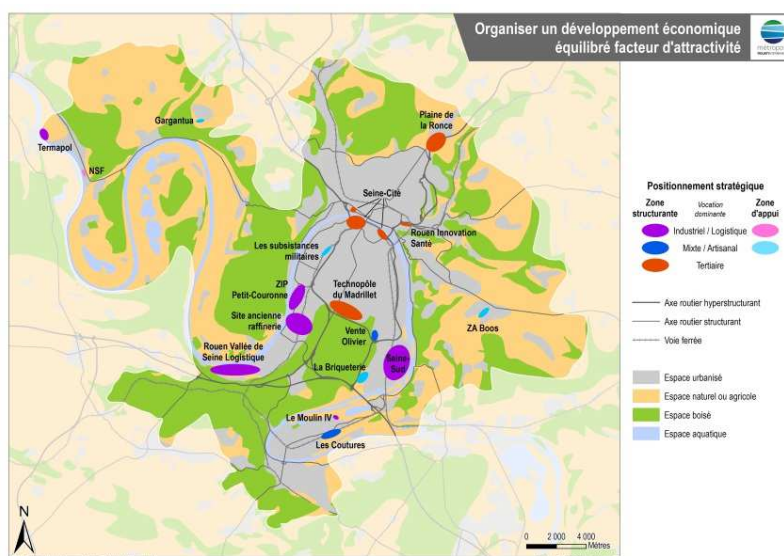 Organiser un développement économique
équilibré facteur d'attractivité
métropole
Gargantua
Plaine de
la Ronce
Termapol
NSF
Seine-Cité
Rouen Innovation
Santé
Les subsistances
militaires
ZIP
Petit-Couronne
Technopôle
du Madrillet
Site ancienne
raffinerie
ZA Boos
Vente
Olivier
Rouen Vallée de
Seine Logistique
La Briqueterie
Seine-
Sud
Le Moulin IV
Les Coutures
Positionnement stratégique
Zone
structurante
Vocation
dominante
Zone
d'appui
Industriel / Logistique
Mixte / Artisanal
Tertiaire
Axe routier hyperstructurant
Axe routier structurant
Voie ferrée
Espace urbanisé
Espace naturel ou agricole
Espace boisé
Espace aquatique
N
0 2 000 4 000
Mètres